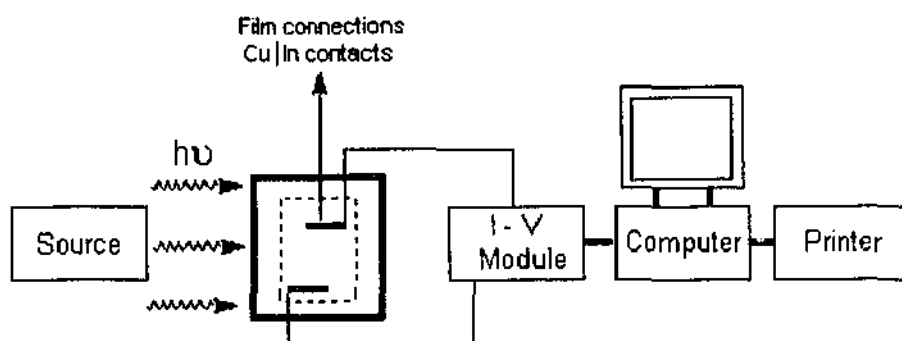 Film connections
Cu|In contacts
hυ
Source
I - V
Module
Computer
Printer